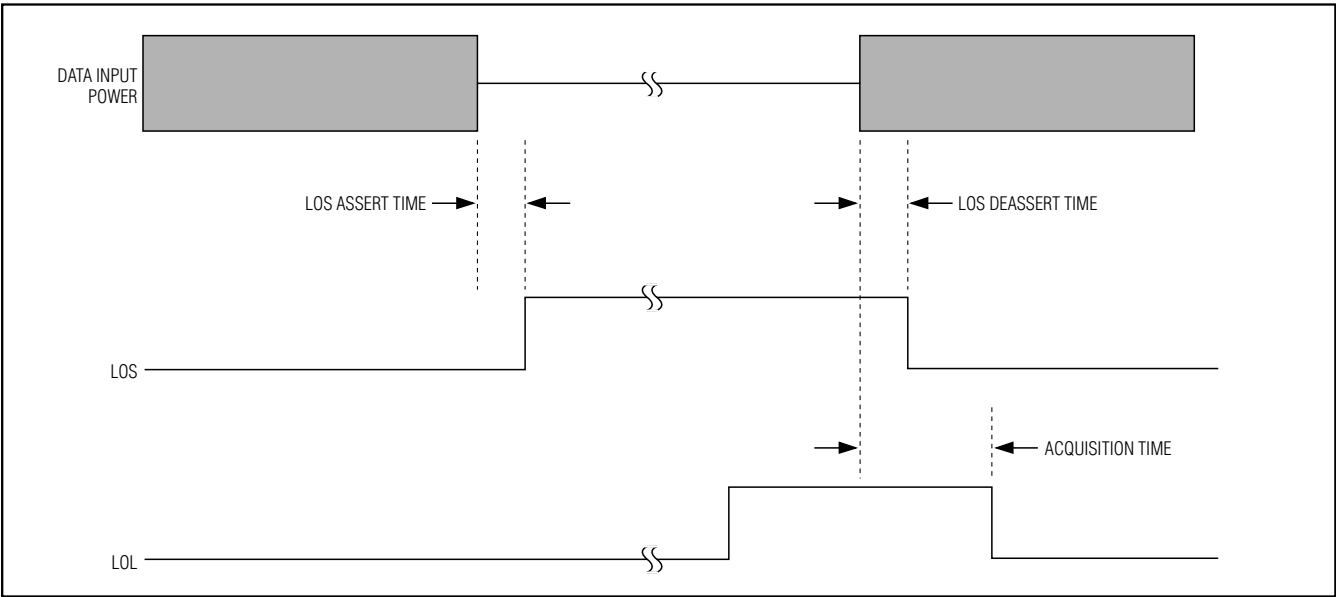 DATA INPUT
POWER
LOS ASSERT TIME
LOS DEASSERT TIME
LOS
ACQUISITION TIME
LOL